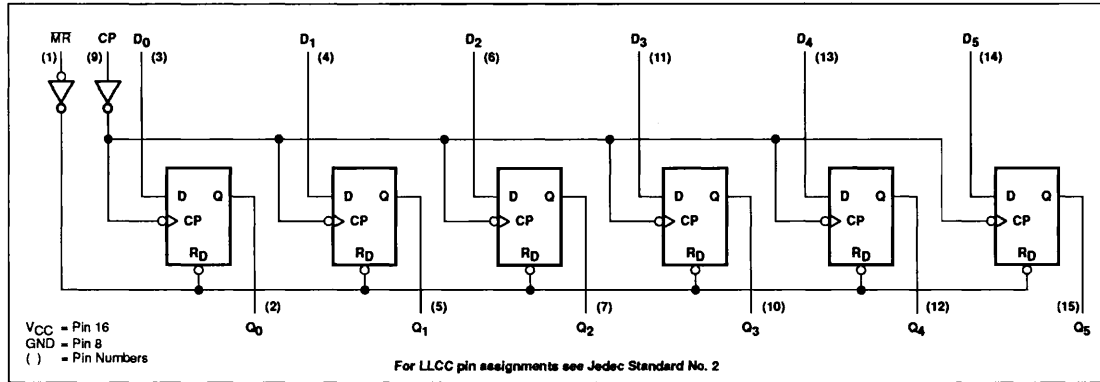 MR CP D0 D1 D2 D3 D4 D5
(1) (9) (3) (4) (6) (11) (13) (14)
D Q D Q D Q D Q D Q D Q
CP CP CP CP CP CP
RD RD RD RD RD RD
(2) (5) (7) (10) (12) (15)
Q0 Q1 Q2 Q3 Q4 Q5
VCC = Pin 16
GND = Pin 8
( ) = Pin Numbers
For LLCC pin assignments see Jedec Standard No. 2